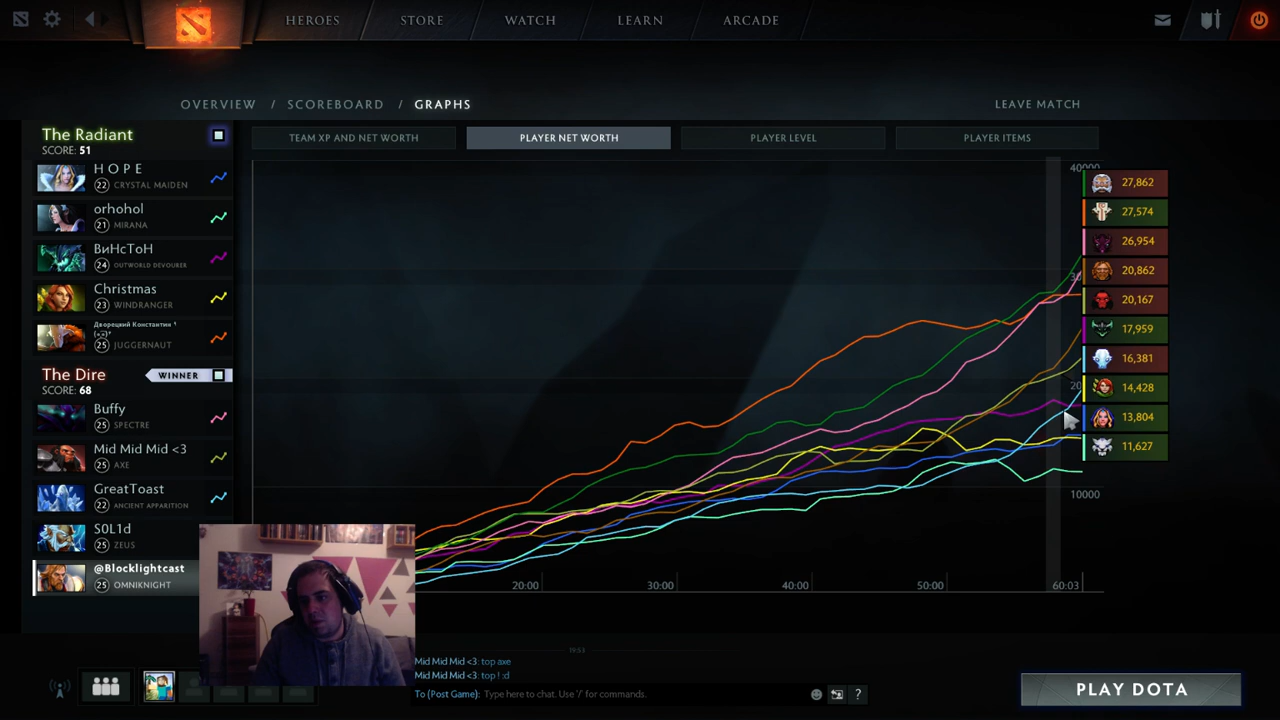 HEROES
STORE
WATCH
LEARN
ARCADE
OVERVIEW / SCOREBOARD / GRAPHS
LEAVE MATCH
The Radiant
SCORE: 51
TEAM XP AND NET WORTH
PLAYER NET WORTH
PLAYER LEVEL
PLAYER ITEMS
H O P E
22 CRYSTAL MAIDEN
orhohol
21 MIRANA
ВиНсТоН
24 OUTWORLD DEVOURER
Christmas
23 WINDRANGER
Дворецкий Константин
25 JUGGERNAUT
The Dire
WINNER
SCORE: 68
Buffy
25 SPECTRE
Mid Mid Mid <3
25 AXE
GreatToast
22 ANCIENT APPARITION
S0L1d
25 ZEUS
@Blocklightcast
25 OMNIKNIGHT
40000
10000
27,862
27,574
26,954
20,862
20,167
17,959
16,381
14,428
13,804
11,627
20:00
30:00
40:00
50:00
60:03
19:53
Mid Mid Mid <3: top axe
Mid Mid Mid <3: top ! :d
To (Post Game): Type here to chat. Use '/' for commands.
?
PLAY DOTA